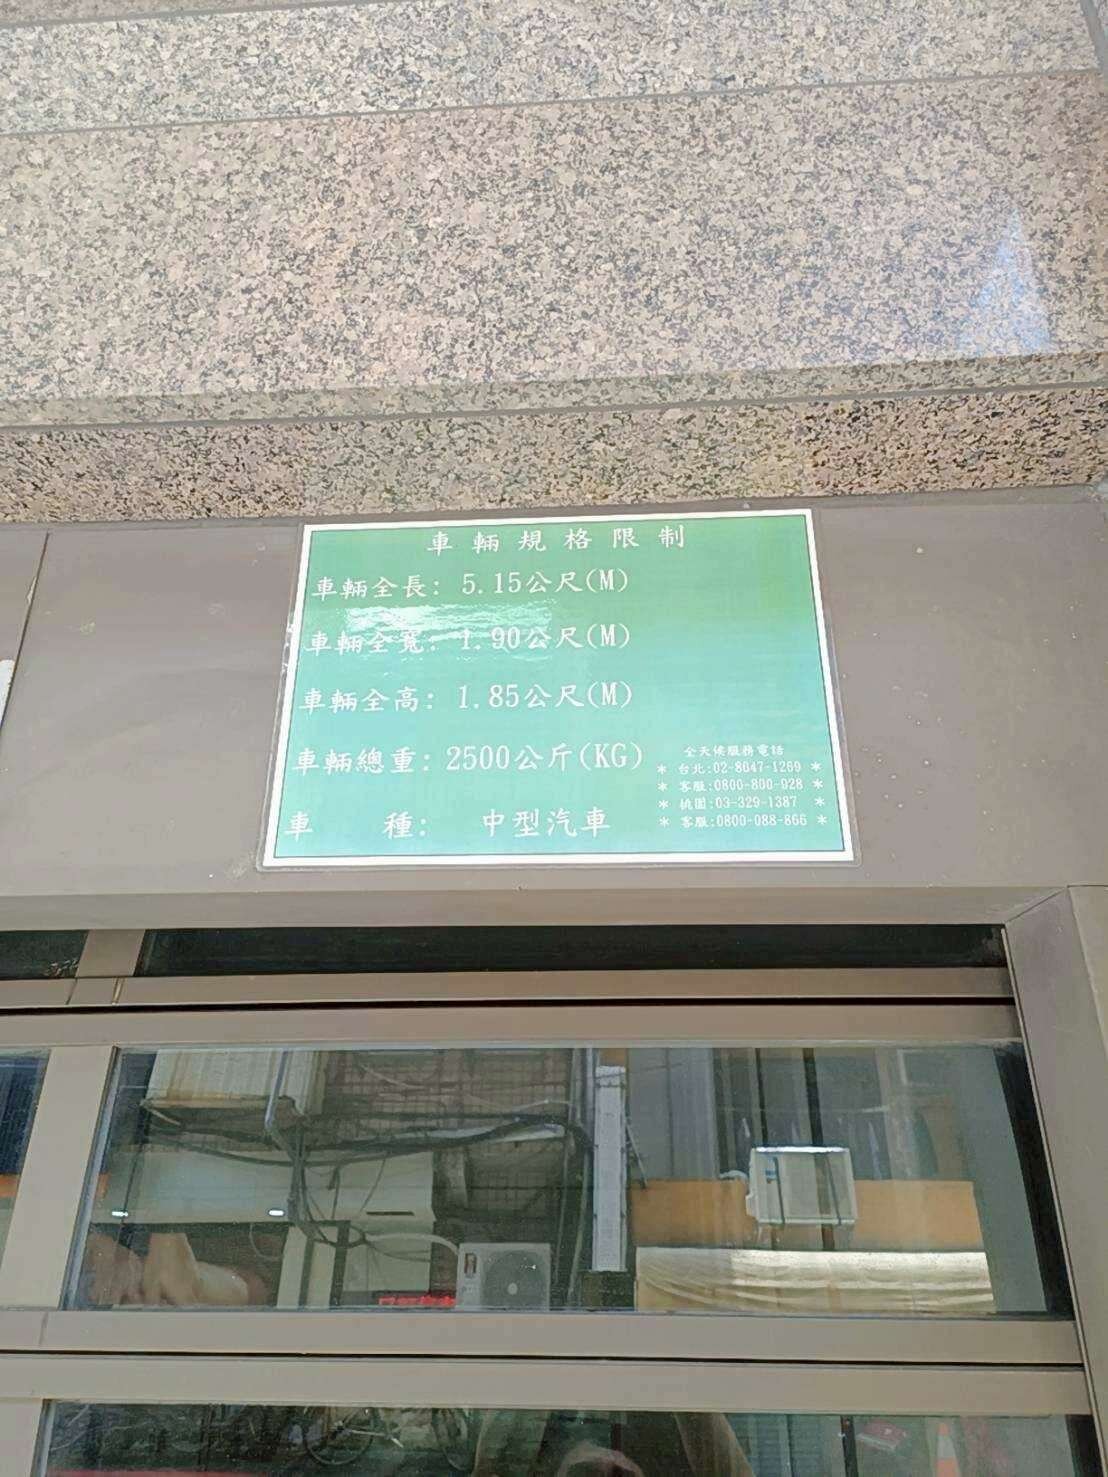 車輛規格限制
車輛全長: 5.15公尺(M)
車輛全寬: 1.90公尺(M)
車輛全高: 1.85公尺(M)
車輛總重: 2500公斤(KG)
車 種: 中型汽車
全天候服務電話
* 台北:02-8047-1269 *
* 客服:0800-800-928 *
* 桃園:03-329-1387 *
* 客服:0800-088-866 *